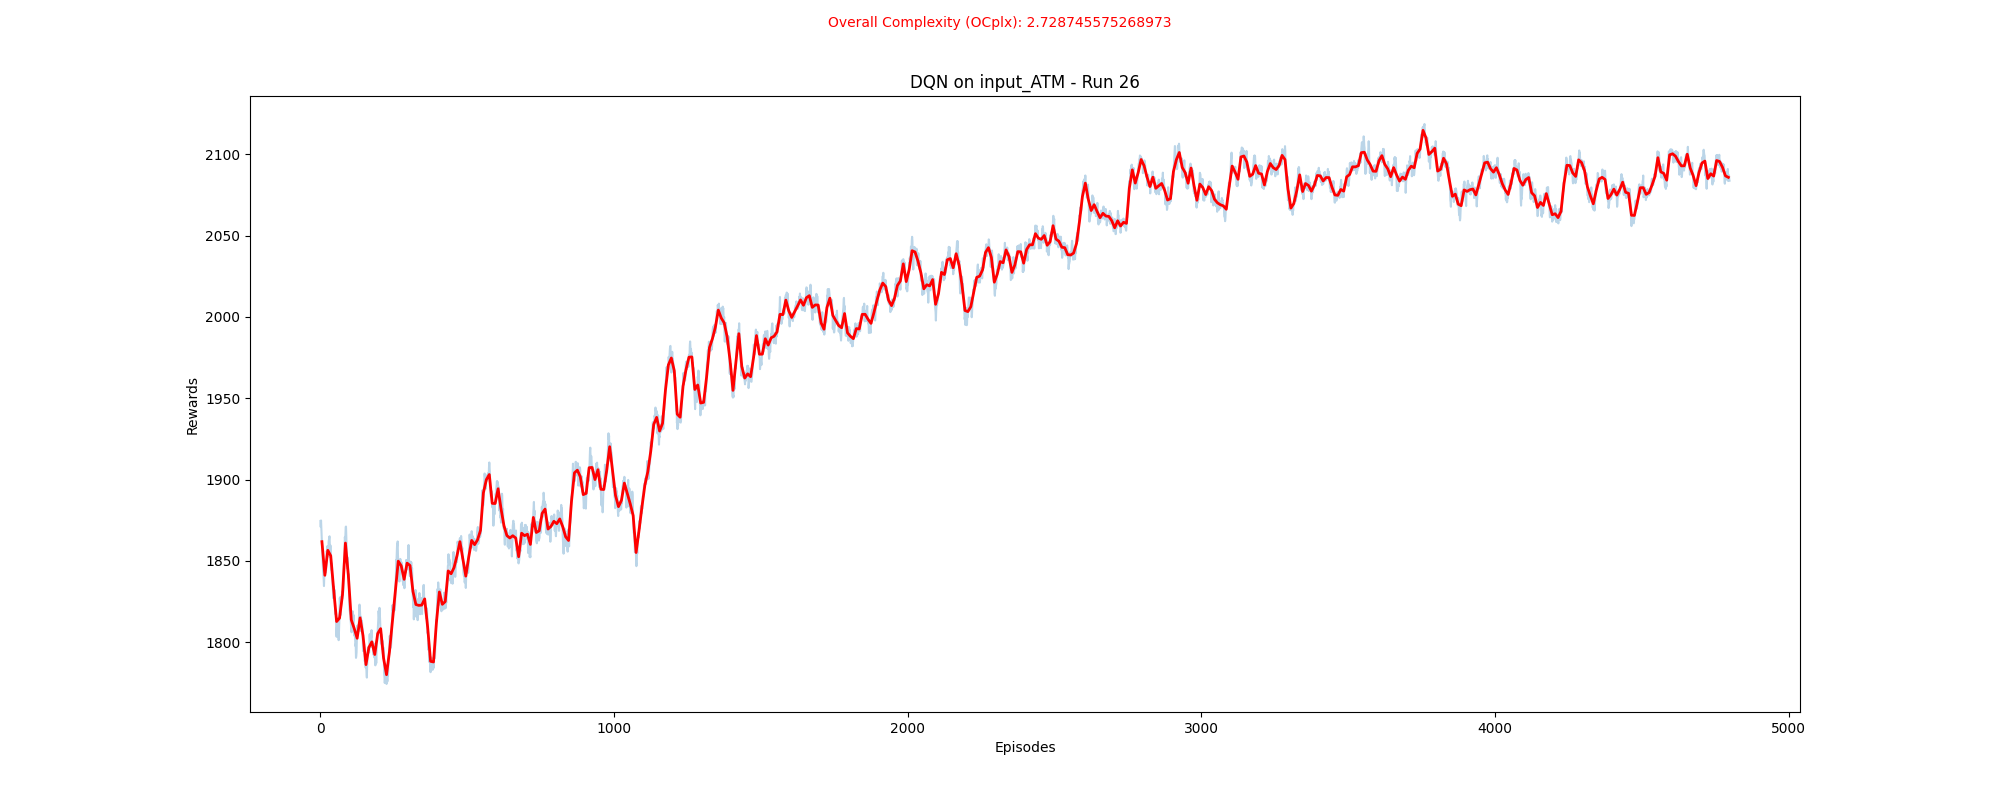 Overall Complexity (OCplx): 2.728745575268973
DQN on input_ATM - Run 26
2100
2050
2000
1950
1900
1850
1800
Rewards
0 1000 2000 3000 4000 5000
Episodes